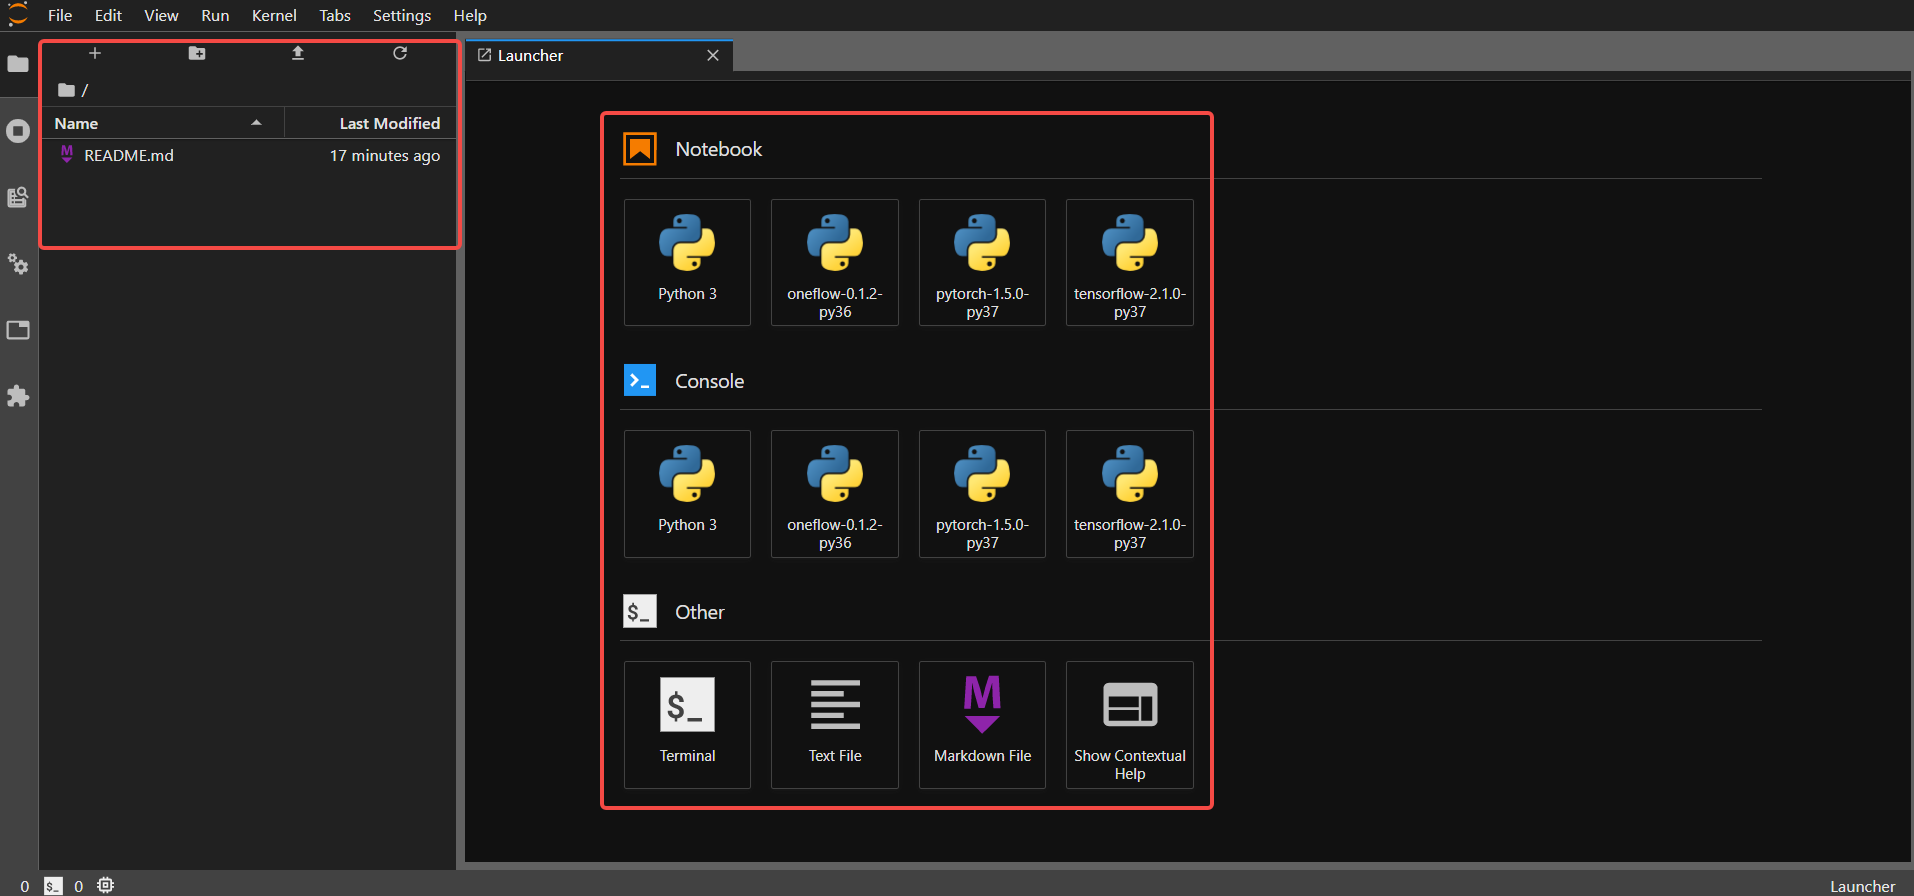 File Edit View Run Kernel Tabs Settings Help
/
Name Last Modified
README.md 17 minutes ago
Launcher
Notebook
Python 3
oneflow-0.1.2-
py36
pytorch-1.5.0-
py37
tensorflow-2.1.0-
py37
Console
Python 3
oneflow-0.1.2-
py36
pytorch-1.5.0-
py37
tensorflow-2.1.0-
py37
$_ Other
$_
Terminal
Text File
M
Markdown File
Show Contextual
Help
0 $_ 0 Launcher